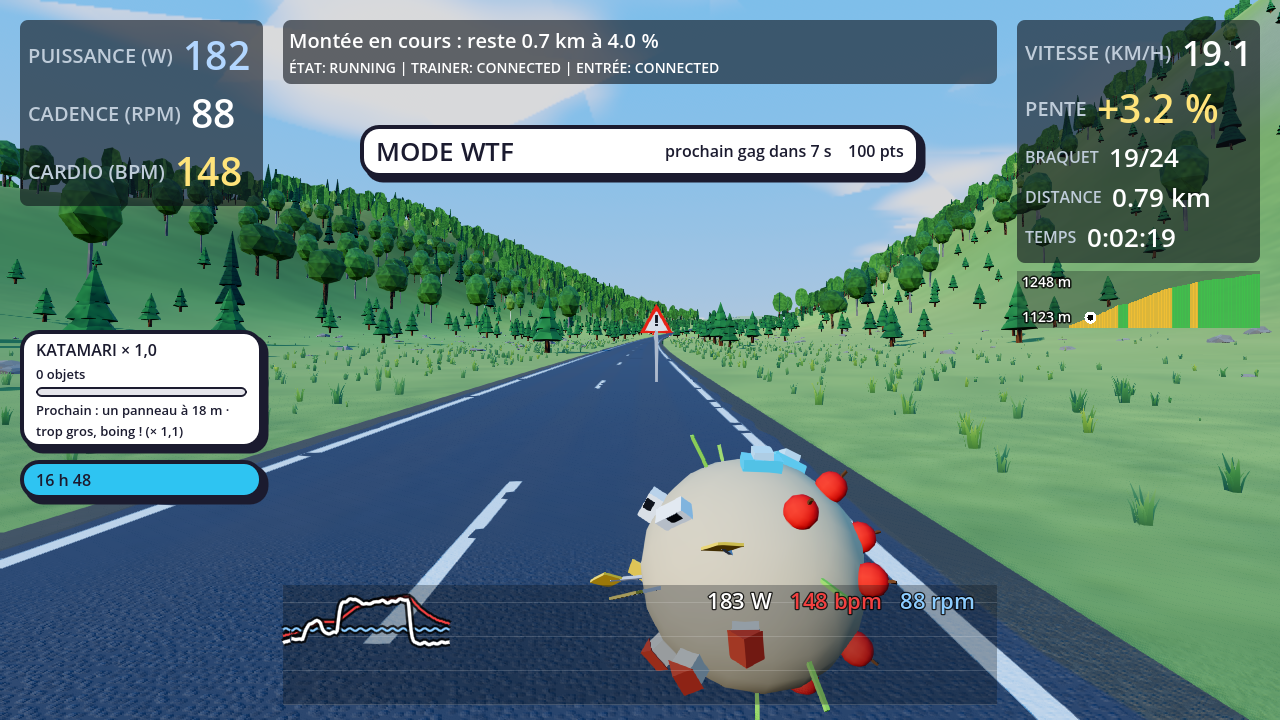 PUISSANCE (W) 182
CADENCE (RPM) 88
CARDIO (BPM) 148
Montée en cours : reste 0.7 km à 4.0 %
ÉTAT: RUNNING | TRAINER: CONNECTED | ENTRÉE: CONNECTED
MODE WTF prochain gag dans 7 s 100 pts
VITESSE (KM/H) 19.1
PENTE +3.2 %
BRAQUET 19/24
DISTANCE 0.79 km
TEMPS 0:02:19
1248 m
1123 m
!
KATAMARI × 1,0
0 objets
Prochain : un panneau à 18 m ·
trop gros, boing ! (× 1,1)
16 h 48
183 W 148 bpm 88 rpm